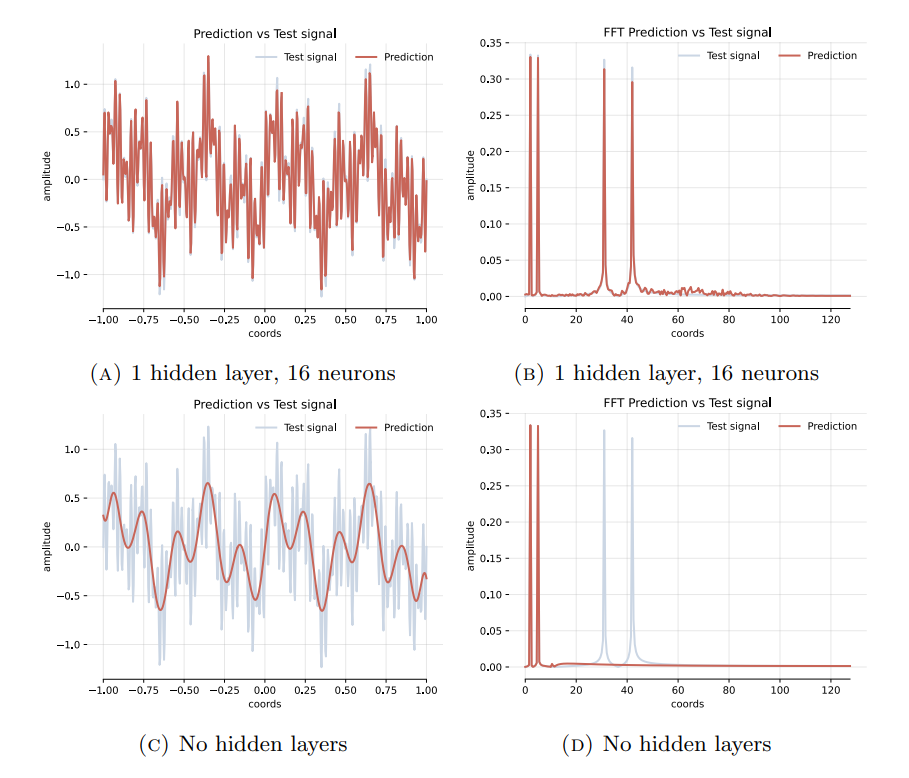 Prediction vs Test signal
Test signal Prediction
1.0
0.5
0.0
−0.5
−1.0
amplitude
−1.00 −0.75 −0.50 −0.25 0.00 0.25 0.50 0.75 1.00
coords
(A) 1 hidden layer, 16 neurons
FFT Prediction vs Test signal
Test signal Prediction
0.35
0.30
0.25
0.20
0.15
0.10
0.05
0.00
amplitude
0 20 40 60 80 100 120
coords
(B) 1 hidden layer, 16 neurons
Prediction vs Test signal
Test signal Prediction
1.0
0.5
0.0
−0.5
−1.0
amplitude
−1.00 −0.75 −0.50 −0.25 0.00 0.25 0.50 0.75 1.00
coords
(C) No hidden layers
FFT Prediction vs Test signal
Test signal Prediction
0.35
0.30
0.25
0.20
0.15
0.10
0.05
0.00
amplitude
0 20 40 60 80 100 120
coords
(D) No hidden layers